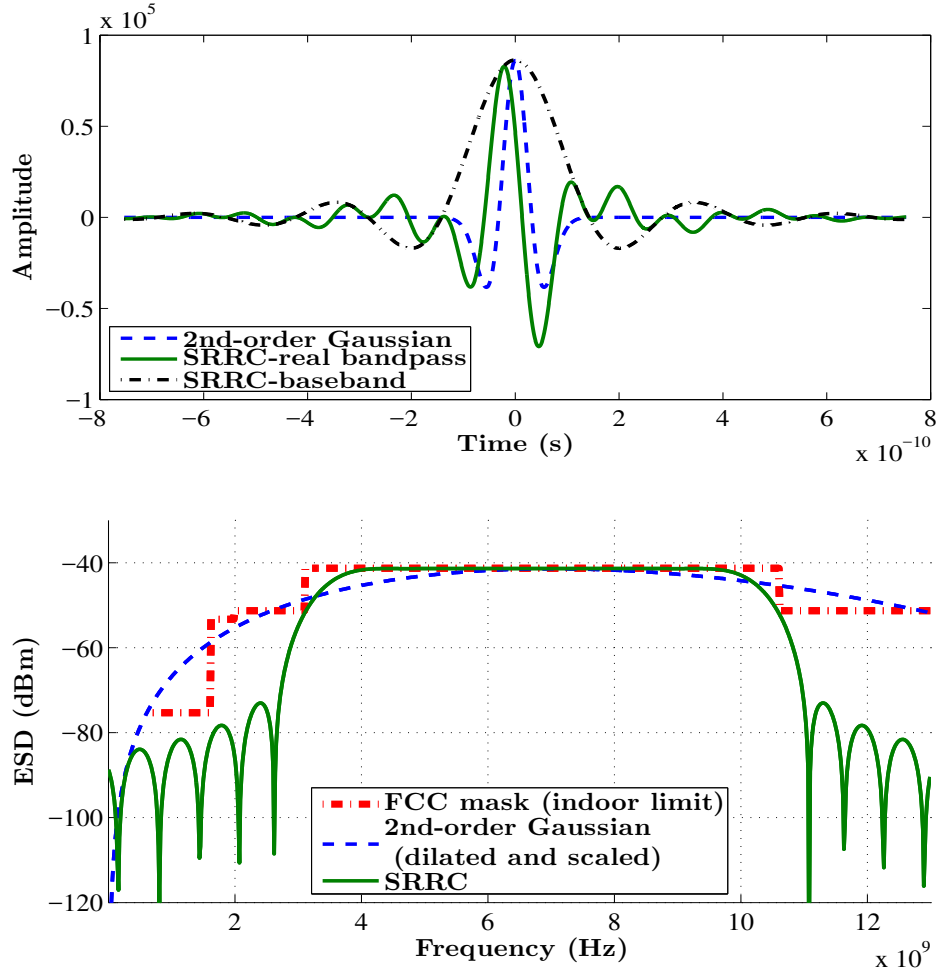 x 10^5
1
0.5
0
−0.5
−1
Amplitude
2nd-order Gaussian
SRRC-real bandpass
SRRC-baseband
−8 −6 −4 −2 0 2 4 6 8
Time (s)
x 10^−10
−40
−60
−80
−100
−120
ESD (dBm)
FCC mask (indoor limit)
2nd-order Gaussian
(dilated and scaled)
SRRC
2 4 6 8 10 12
Frequency (Hz)
x 10^9